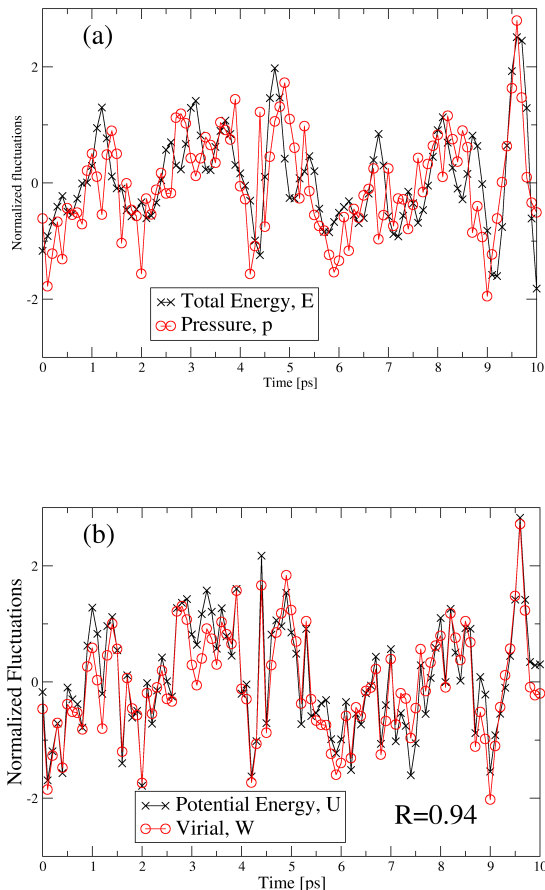 (a)
Normalized fluctuations
2
0
-2
Total Energy, E
Pressure, p
0 1 2 3 4 5 6 7 8 9 10
Time [ps]
(b)
Normalized Fluctuations
2
0
-2
Potential Energy, U
Virial, W
R=0.94
0 1 2 3 4 5 6 7 8 9 10
Time [ps]